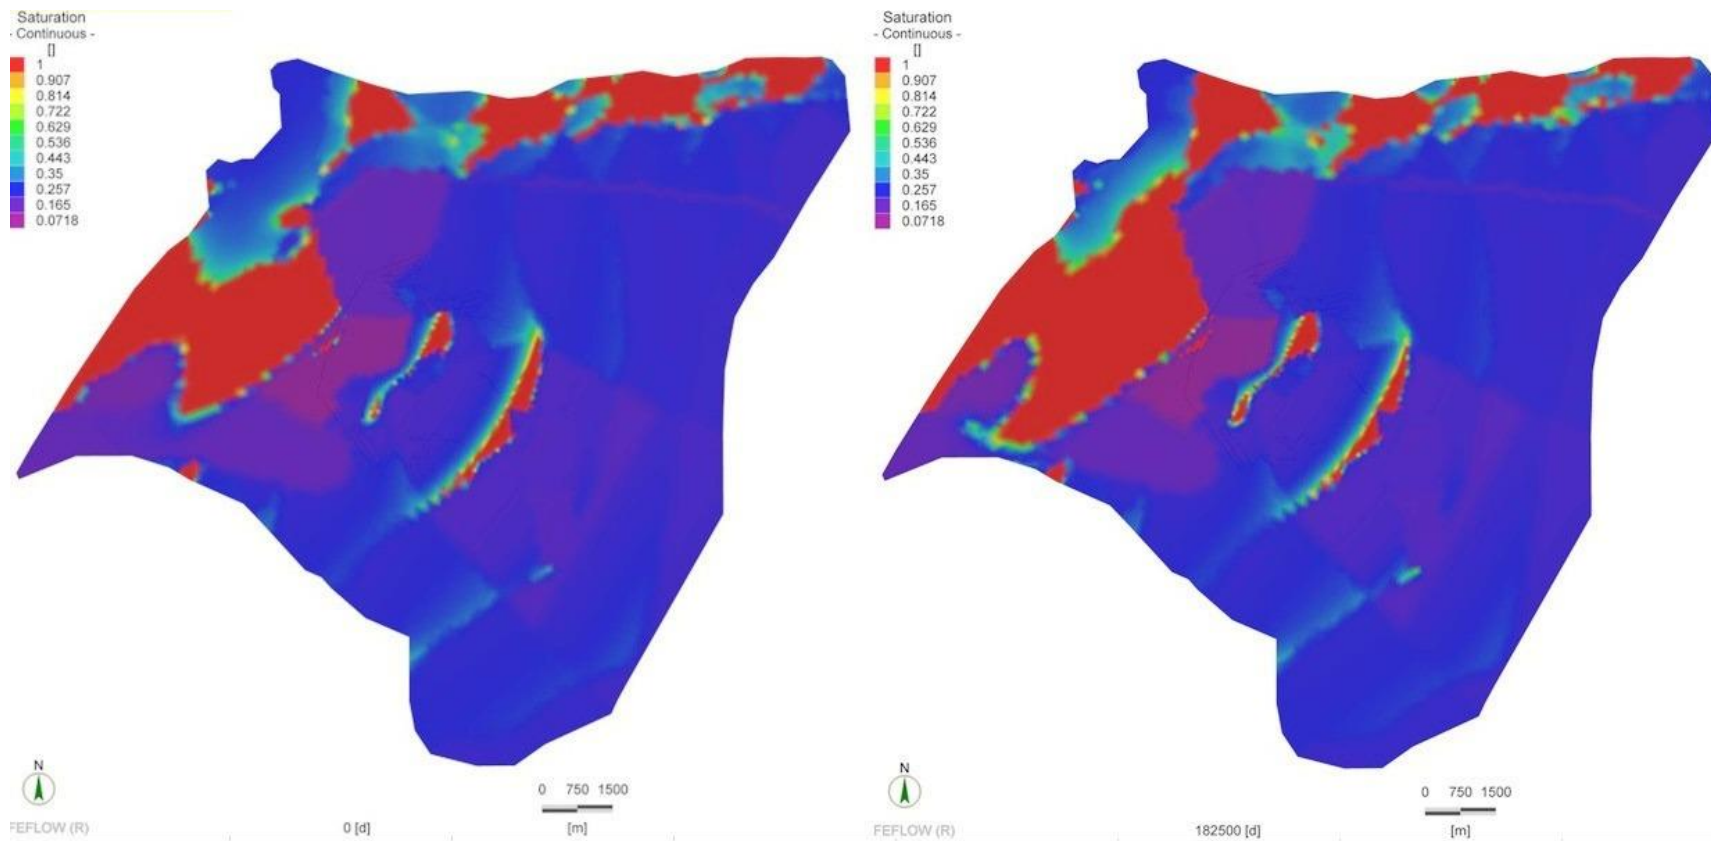 Saturation
- Continuous -
[]
1
0.907
0.814
0.722
0.629
0.536
0.443
0.35
0.257
0.165
0.0718
N
0 750 1500
FEFLOW (R)
0 [d]
[m]
Saturation
- Continuous -
[]
1
0.907
0.814
0.722
0.629
0.536
0.443
0.35
0.257
0.165
0.0718
N
0 750 1500
FEFLOW (R)
182500 [d]
[m]